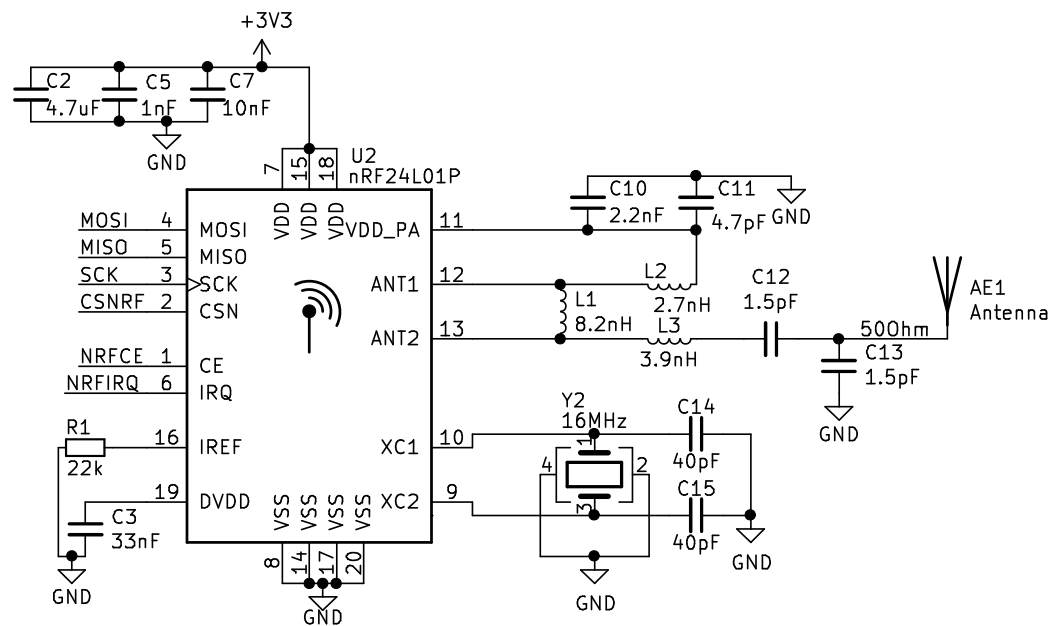 +3V3
C2
C5
C7
4.7uF
1nF
10nF
GND
7
15
18
U2
nRF24L01P
VDD
VDD
VDD
VDD_PA
11
C10
2.2nF
C11
4.7pF
GND
MOSI
4
MOSI
MISO
5
MISO
SCK
3
SCK
CSNRF
2
CSN
ANT1
12
L2
2.7nH
L1
8.2nH
C12
1.5pF
AE1
Antenna
ANT2
13
L3
3.9nH
50Ohm
C13
1.5pF
GND
NRFCE
1
CE
NRFIRQ
6
IRQ
R1
22k
16
IREF
XC1
10
Y2
16MHz
1
4
2
3
C14
40pF
C15
40pF
GND
19
DVDD
XC2
9
C3
33nF
VSS
VSS
VSS
VSS
8
14
17
20
GND
GND
GND